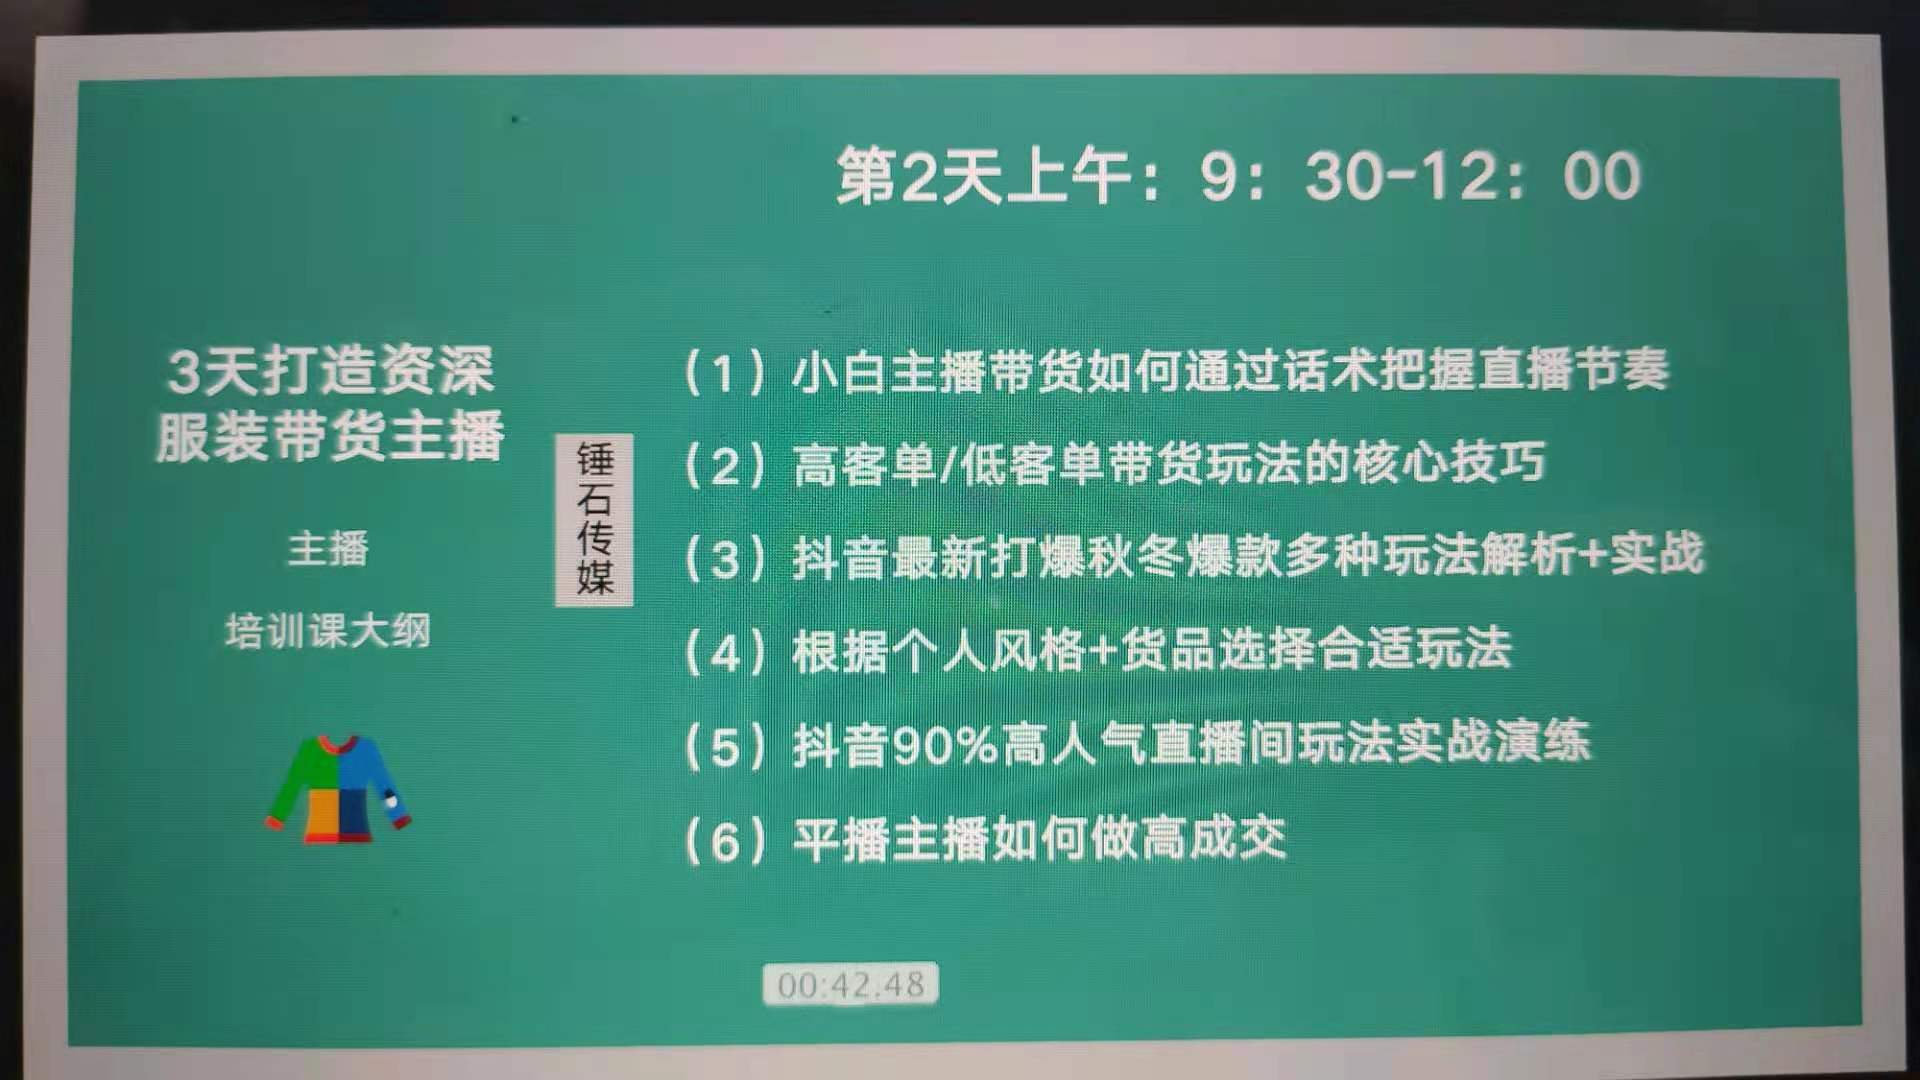 第2天上午：9：30-12：00
3天打造资深
服装带货主播
主播
培训课大纲
锤石传媒
（1）小白主播带货如何通过话术把握直播节奏
（2）高客单/低客单带货玩法的核心技巧
（3）抖音最新打爆秋冬爆款多种玩法解析+实战
（4）根据个人风格+货品选择合适玩法
（5）抖音90%高人气直播间玩法实战演练
（6）平播主播如何做高成交
00:42.48